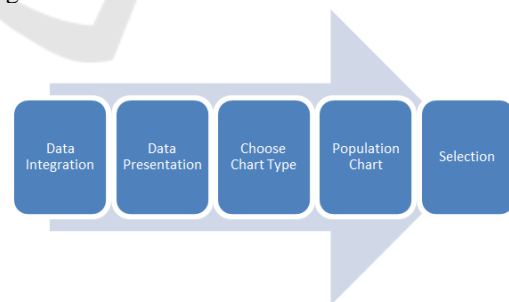 Data
Integration
Data
Presentation
Choose
Chart Type
Population
Chart
Selection